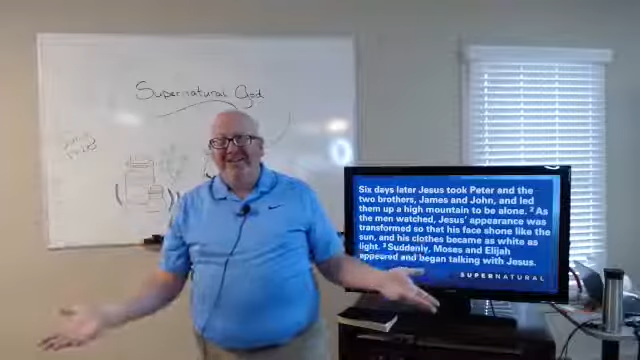 Supernatural God
Six days later Jesus took Peter and the
two brothers, James and John, and led
them up a high mountain to be alone. ² As
the men watched, Jesus' appearance was
transformed so that his face shone like the
sun, and his clothes became as white as
light. ³ Suddenly, Moses and Elijah
appeared and began talking with Jesus.
SUPERNATURAL